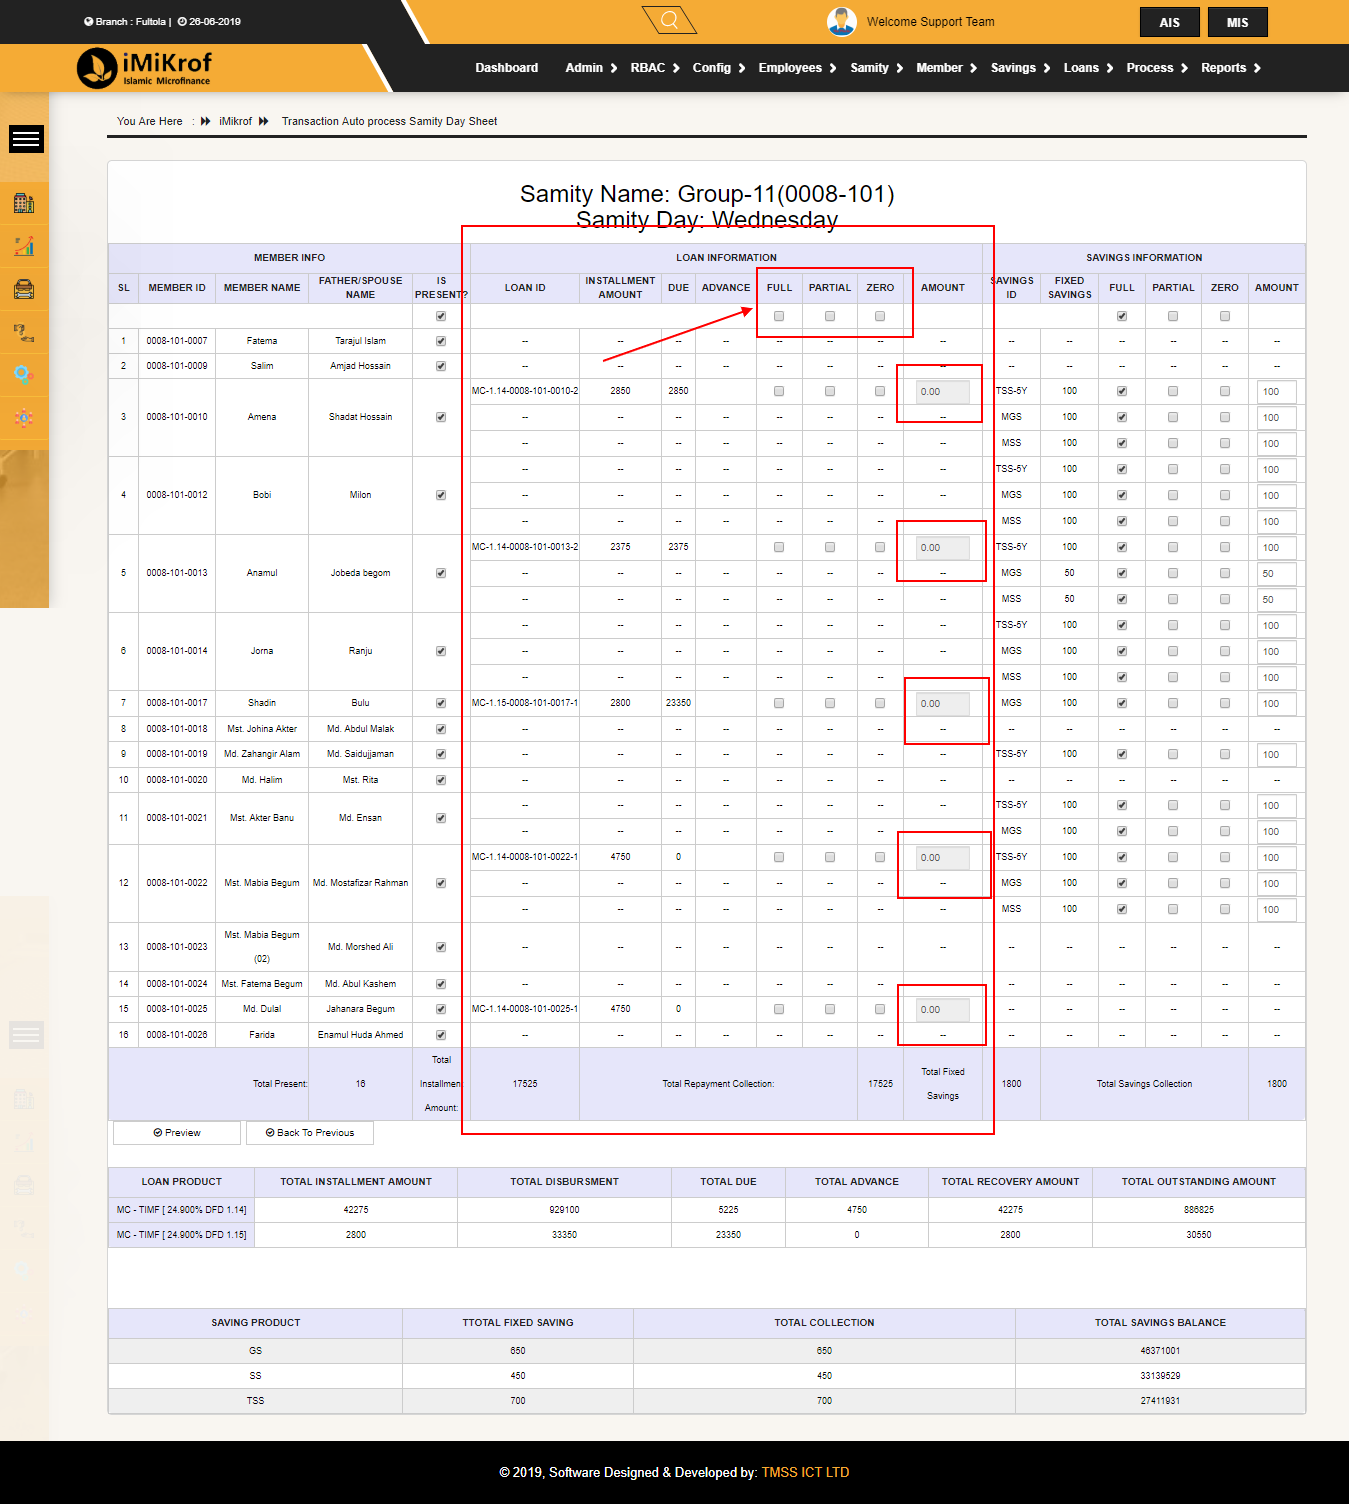 Branch : Fultola | 26-06-2019
Welcome Support Team
AIS
MIS
iMiKrof
Islamic Microfinance
Dashboard Admin RBAC Config Employees Samity Member Savings Loans Process Reports
You Are Here : iMikrof Transaction Auto process Samity Day Sheet
Samity Name: Group-11(0008-101)
Samity Day: Wednesday
MEMBER INFO LOAN INFORMATION SAVINGS INFORMATION
SL MEMBER ID MEMBER NAME FATHER/SPOUSE NAME IS PRESENT? LOAN ID INSTALLMENT AMOUNT DUE ADVANCE FULL PARTIAL ZERO AMOUNT SAVINGS ID FIXED SAVINGS FULL PARTIAL ZERO AMOUNT
1 0008-101-0007 Fatema Tarajul Islam -- -- -- -- -- -- -- -- -- -- -- -- -- --
2 0008-101-0009 Salim Amjad Hossain -- -- -- -- -- -- -- -- -- -- -- -- -- --
3 0008-101-0010 Amena Shadat Hossain MC-1.14-0008-101-0010-2 2850 2850 0.00 TSS-5Y 100 100
-- -- -- -- -- -- -- -- MGS 100 100
-- -- -- -- -- -- -- -- MSS 100 100
4 0008-101-0012 Bobi Milon -- -- -- -- -- -- -- -- TSS-5Y 100 100
-- -- -- -- -- -- -- -- MGS 100 100
-- -- -- -- -- -- -- -- MSS 100 100
5 0008-101-0013 Anamul Jobeda begom MC-1.14-0008-101-0013-2 2375 2375 0.00 TSS-5Y 100 100
-- -- -- -- -- -- -- -- MGS 50 50
-- -- -- -- -- -- -- -- MSS 50 50
6 0008-101-0014 Jorna Ranju -- -- -- -- -- -- -- -- TSS-5Y 100 100
-- -- -- -- -- -- -- -- MGS 100 100
-- -- -- -- -- -- -- -- MSS 100 100
7 0008-101-0017 Shadin Bulu MC-1.15-0008-101-0017-1 2800 23350 0.00 MGS 100 100
8 0008-101-0018 Mst. Johina Akter Md. Abdul Malak -- -- -- -- -- -- -- -- -- -- -- -- -- --
9 0008-101-0019 Md. Zahangir Alam Md. Saidujjaman -- -- -- -- -- -- -- -- TSS-5Y 100 100
10 0008-101-0020 Md. Halim Mst. Rita -- -- -- -- -- -- -- -- -- -- -- -- -- --
11 0008-101-0021 Mst. Akter Banu Md. Ensan -- -- -- -- -- -- -- -- TSS-5Y 100 100
-- -- -- -- -- -- -- -- MGS 100 100
12 0008-101-0022 Mst. Mabia Begum Md. Mostafizar Rahman MC-1.14-0008-101-0022-1 4750 0 0.00 TSS-5Y 100 100
-- -- -- -- -- -- -- -- MGS 100 100
-- -- -- -- -- -- -- -- MSS 100 100
13 0008-101-0023 Mst. Mabia Begum (02) Md. Morshed Ali -- -- -- -- -- -- -- -- -- -- -- -- -- --
14 0008-101-0024 Mst. Fatema Begum Md. Abul Kashem -- -- -- -- -- -- -- -- -- -- -- -- -- --
15 0008-101-0025 Md. Dulal Jahanara Begum MC-1.14-0008-101-0025-1 4750 0 0.00 -- -- -- -- -- --
16 0008-101-0026 Farida Enamul Huda Ahmed -- -- -- -- -- -- -- -- -- -- -- -- -- --
Total Present: 16 Total Installment Amount: 17525 Total Repayment Collection: 17525 Total Fixed Savings 1800 Total Savings Collection 1800
Preview Back To Previous
LOAN PRODUCT TOTAL INSTALLMENT AMOUNT TOTAL DISBURSMENT TOTAL DUE TOTAL ADVANCE TOTAL RECOVERY AMOUNT TOTAL OUTSTANDING AMOUNT
MC - TIMF [ 24.900% DFD 1.14] 42275 929100 5225 4750 42275 886825
MC - TIMF [ 24.900% DFD 1.15] 2800 33350 23350 0 2800 30550
SAVING PRODUCT TTOTAL FIXED SAVING TOTAL COLLECTION TOTAL SAVINGS BALANCE
GS 650 650 46371001
SS 450 450 33139529
TSS 700 700 27411931
© 2019, Software Designed & Developed by: TMSS ICT LTD